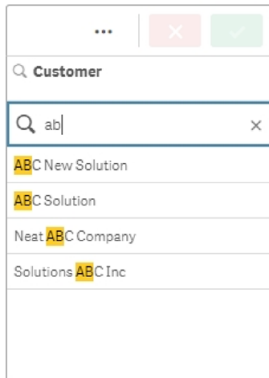 Customer
ab
ABC New Solution
ABC Solution
Neat ABC Company
Solutions ABC Inc